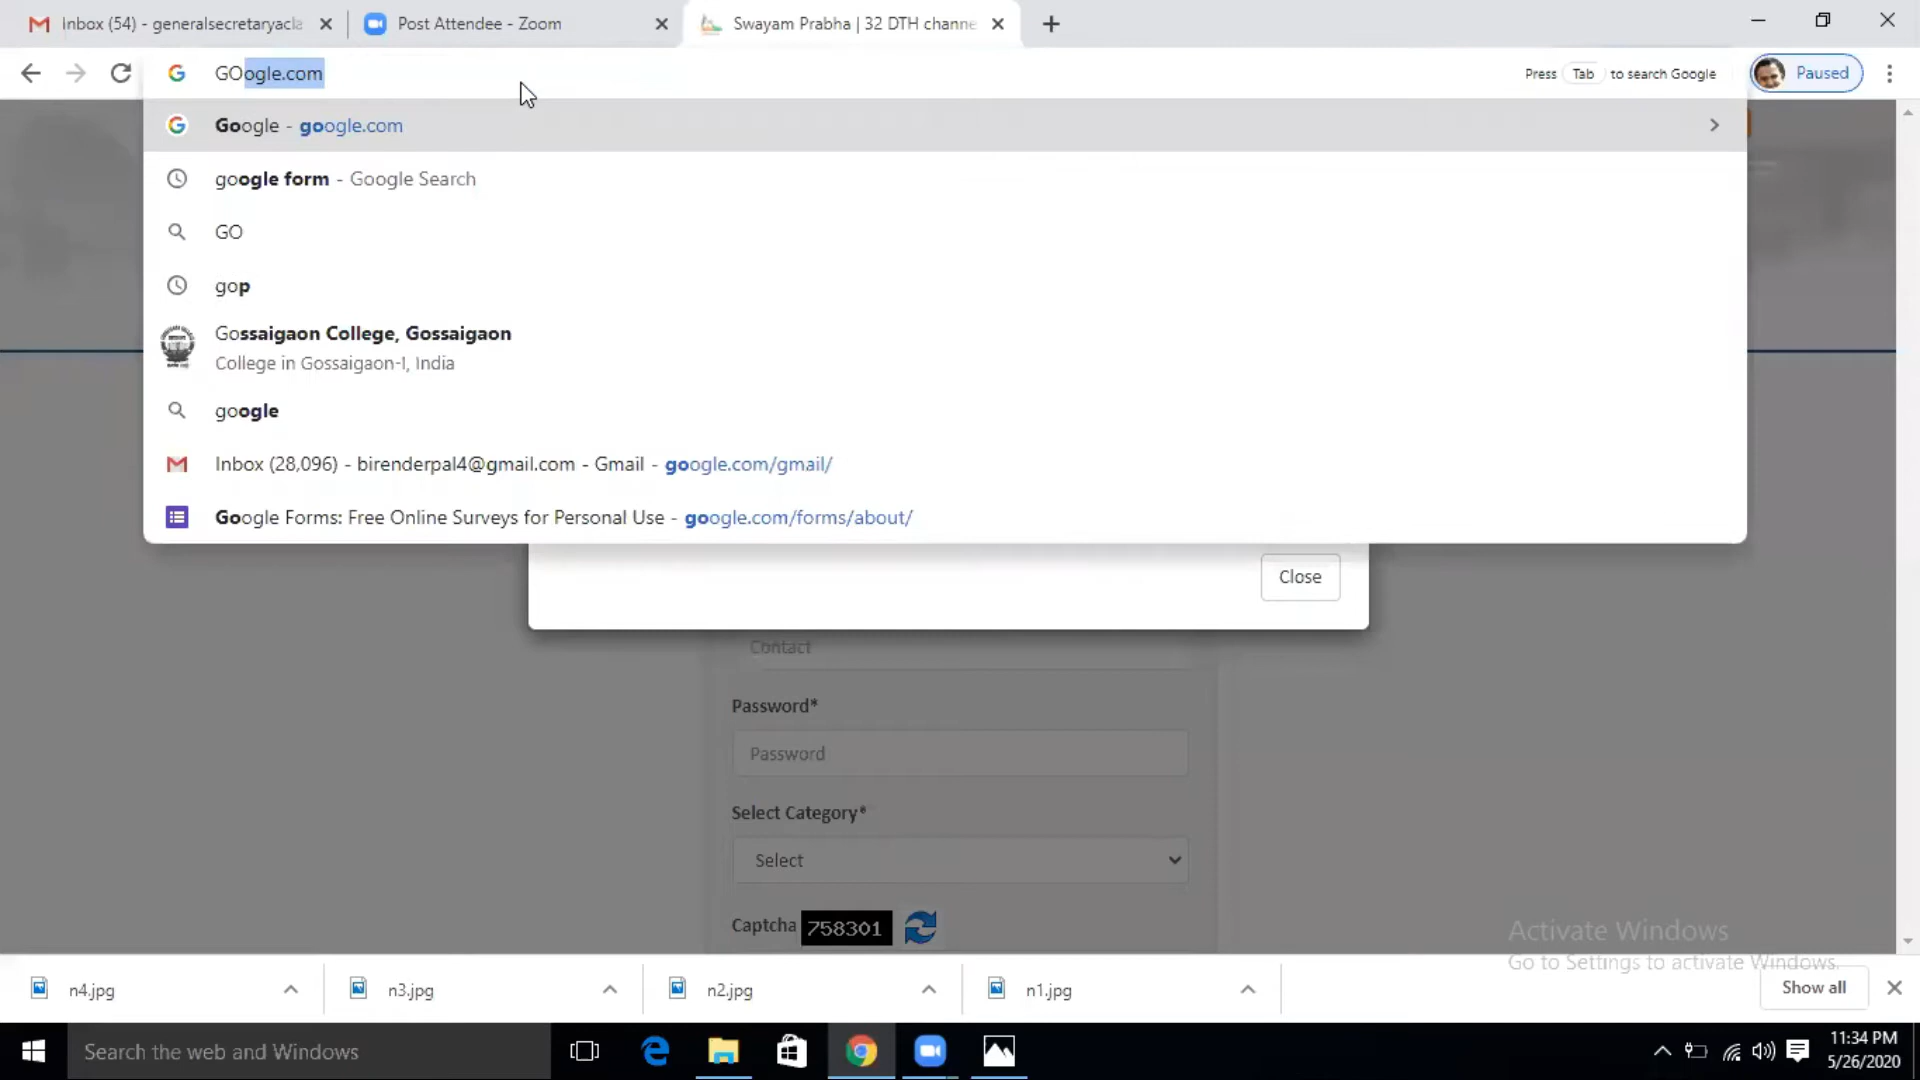 Inbox (54) - generalsecretaryacla
Post Attendee - Zoom
Swayam Prabha | 32 DTH channe
GOogle.com
Press Tab to search Google
Paused
Google - google.com
google form - Google Search
GO
gop
Gossaigaon College, Gossaigaon
College in Gossaigaon-I, India
google
Inbox (28,096) - birenderpal4@gmail.com - Gmail - google.com/gmail/
Google Forms: Free Online Surveys for Personal Use - google.com/forms/about/
Close
Contact
Password*
Password
Select Category*
Select
Captcha 758301
Activate Windows
Go to Settings to activate Windows.
n4.jpg
n3.jpg
n2.jpg
n1.jpg
Show all
Search the web and Windows
11:34 PM
5/26/2020